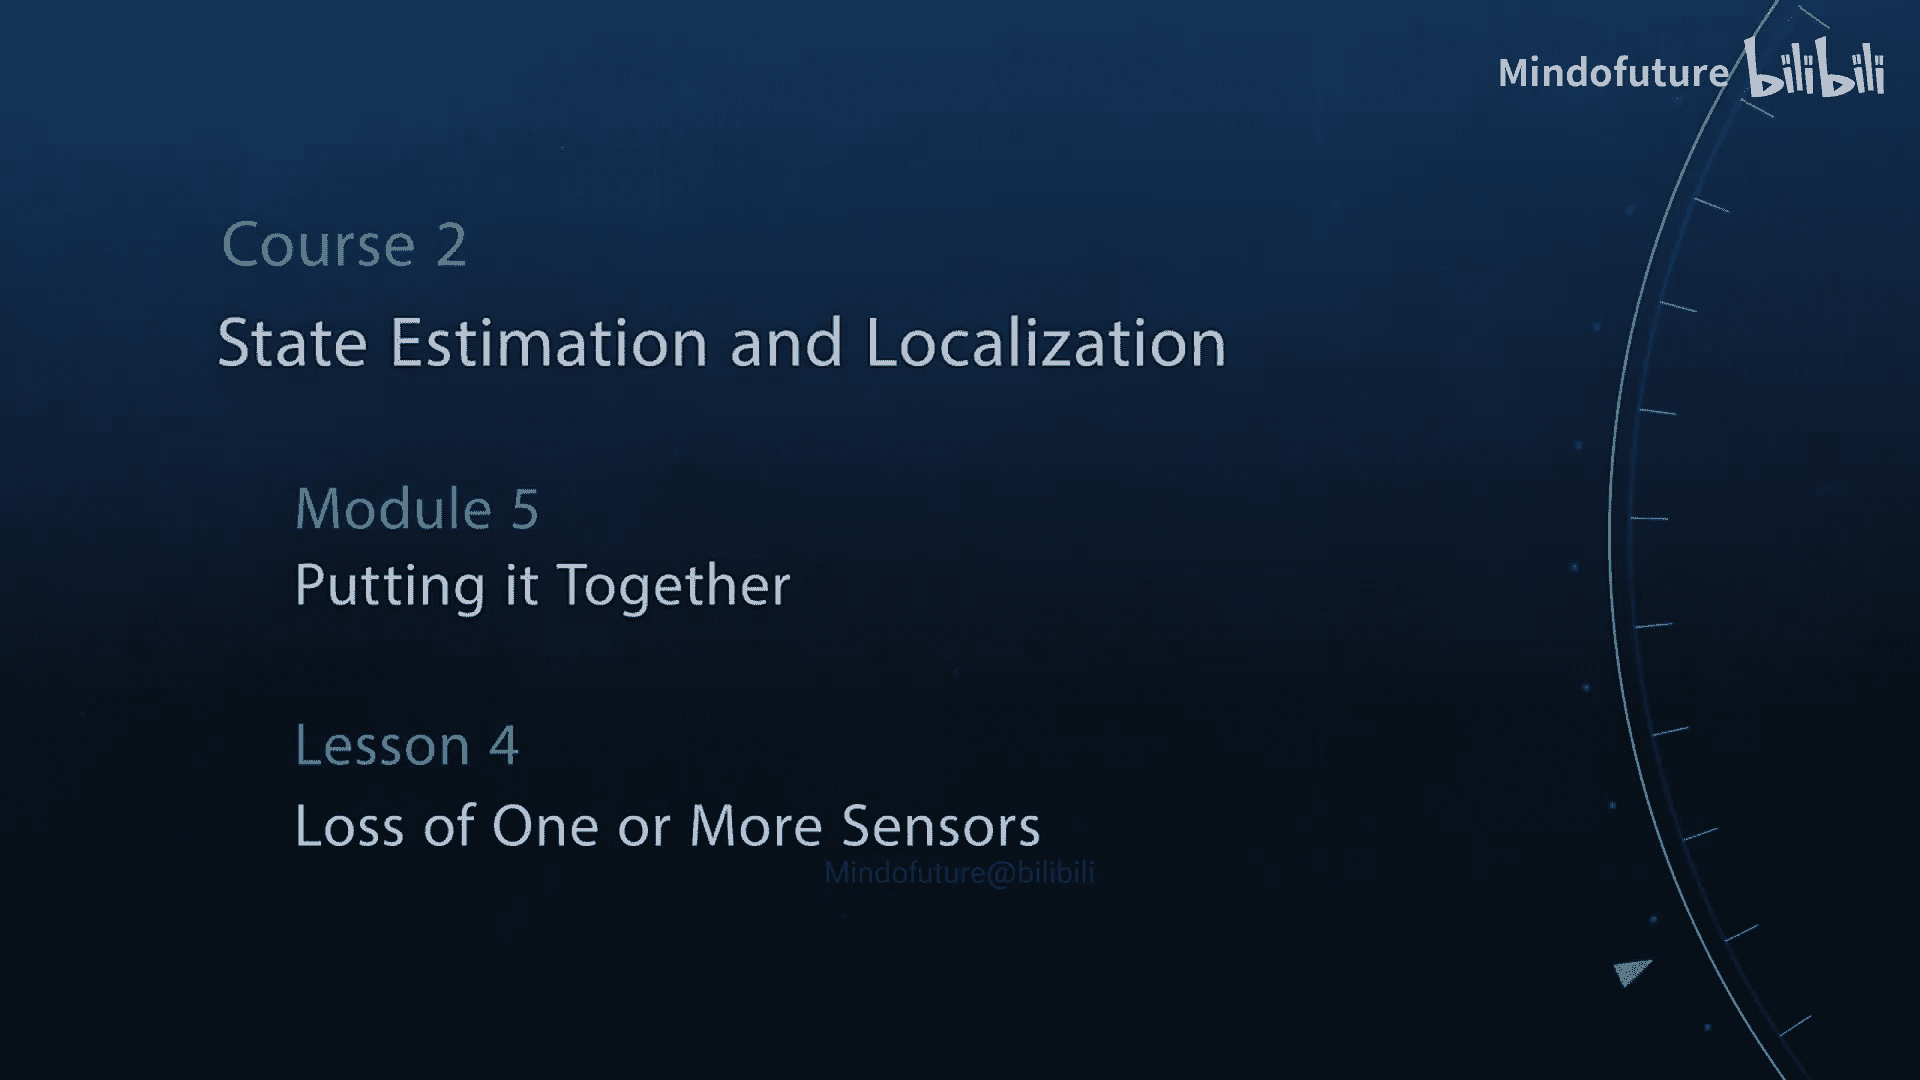 Mindofuture bilibili
Course 2
State Estimation and Localization
Module 5
Putting it Together
Lesson 4
Loss of One or More Sensors
Mindofuture@bilibili